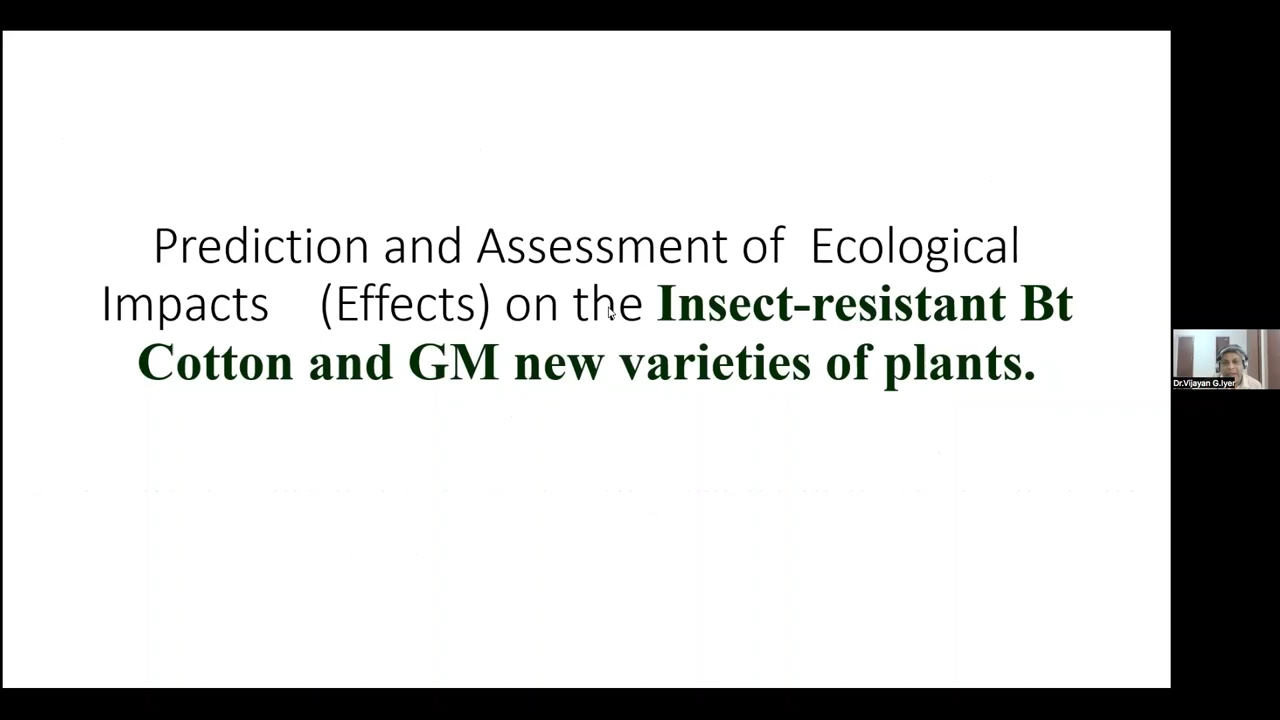 Prediction and Assessment of Ecological
Impacts (Effects) on the Insect-resistant Bt
Cotton and GM new varieties of plants.
Dr.Vijayan G.Iyer